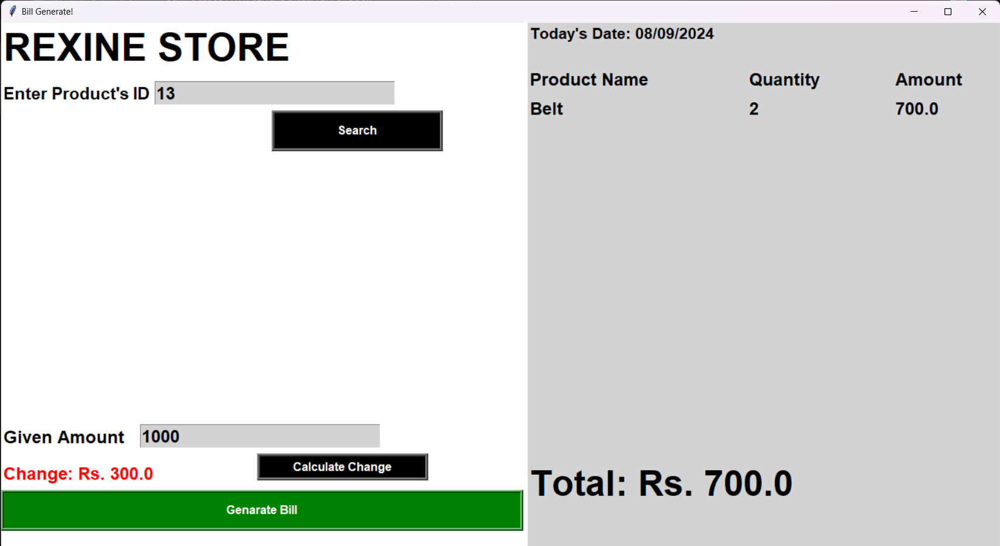 Bill Generate!
REXINE STORE
Enter Product's ID 13
Search
Given Amount 1000
Calculate Change
Change: Rs. 300.0
Genarate Bill
Today's Date: 08/09/2024
Product Name Quantity Amount
Belt 2 700.0
Total: Rs. 700.0